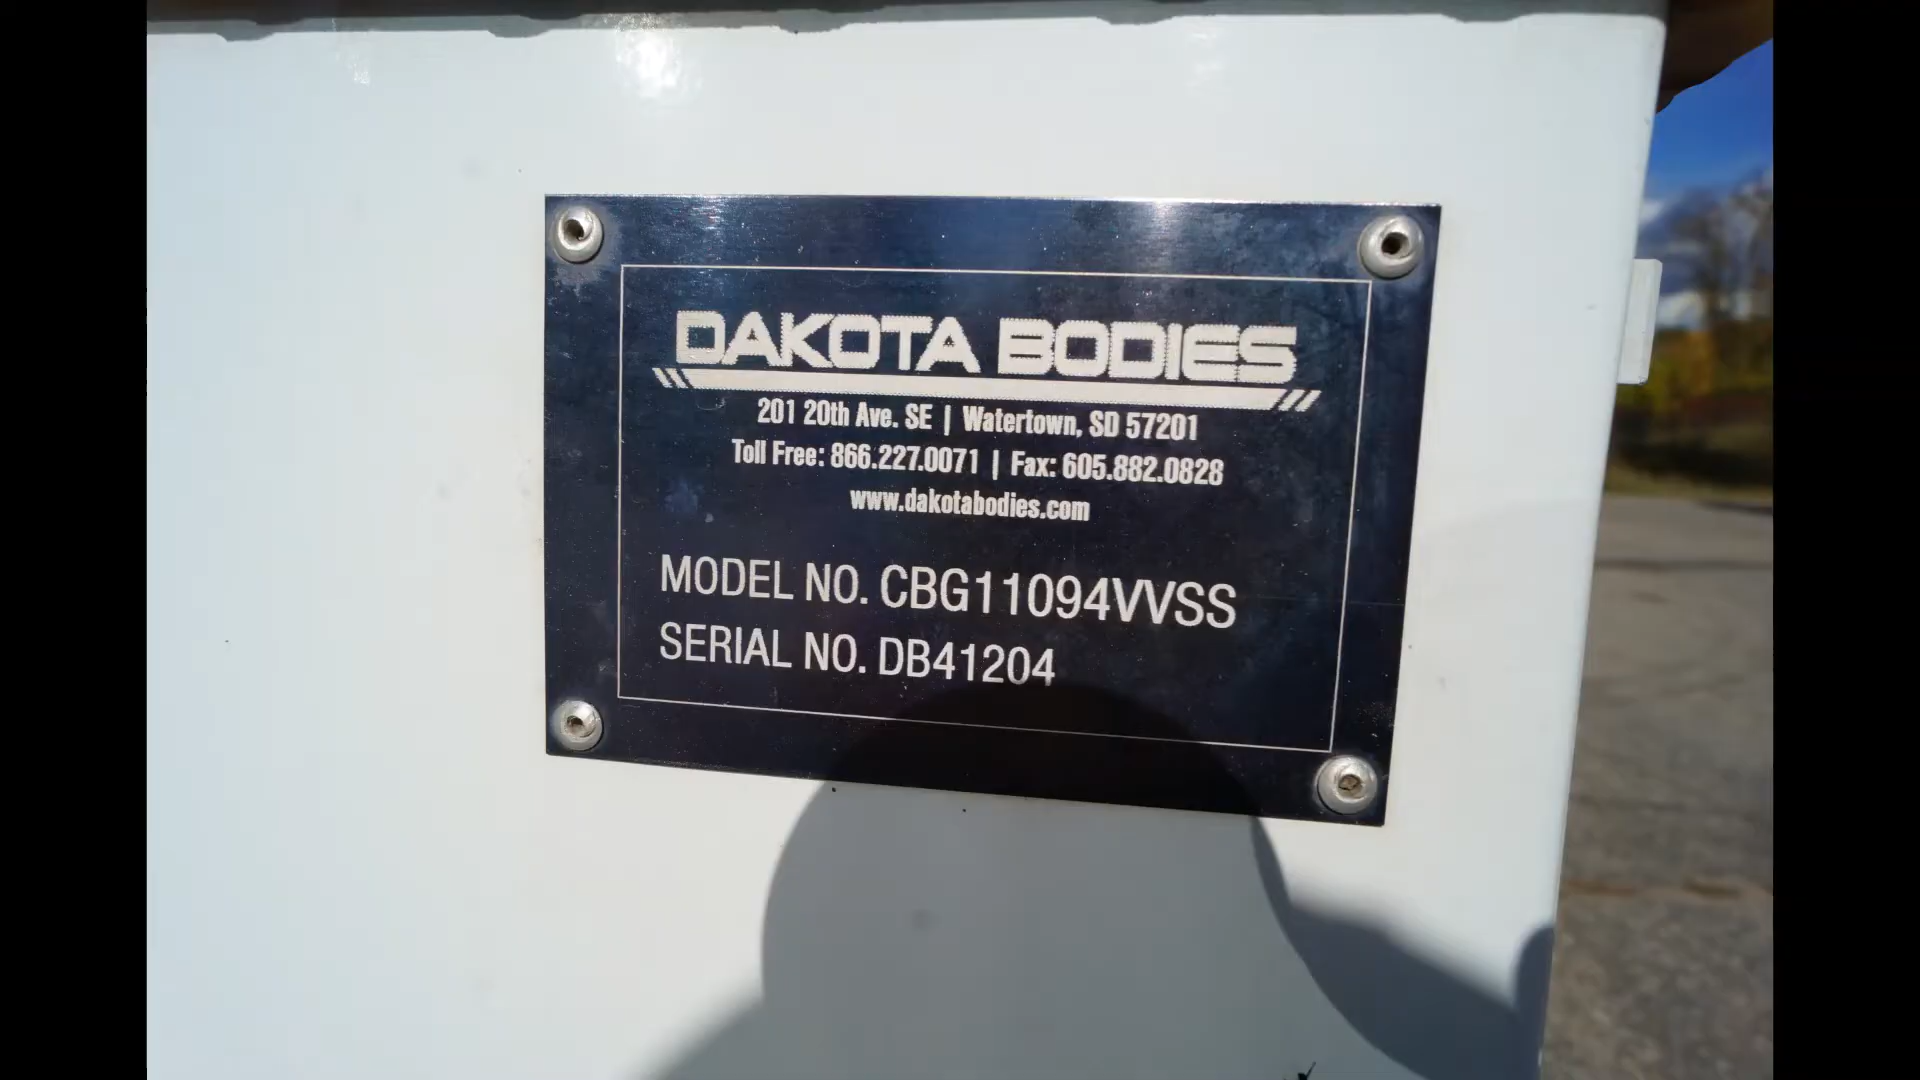 DAKOTA BODIES
201 20th Ave. SE | Watertown, SD 57201
Toll Free: 866.227.0071 | Fax: 605.882.0828
www.dakotabodies.com
MODEL NO. CBG11094VVSS
SERIAL NO. DB41204